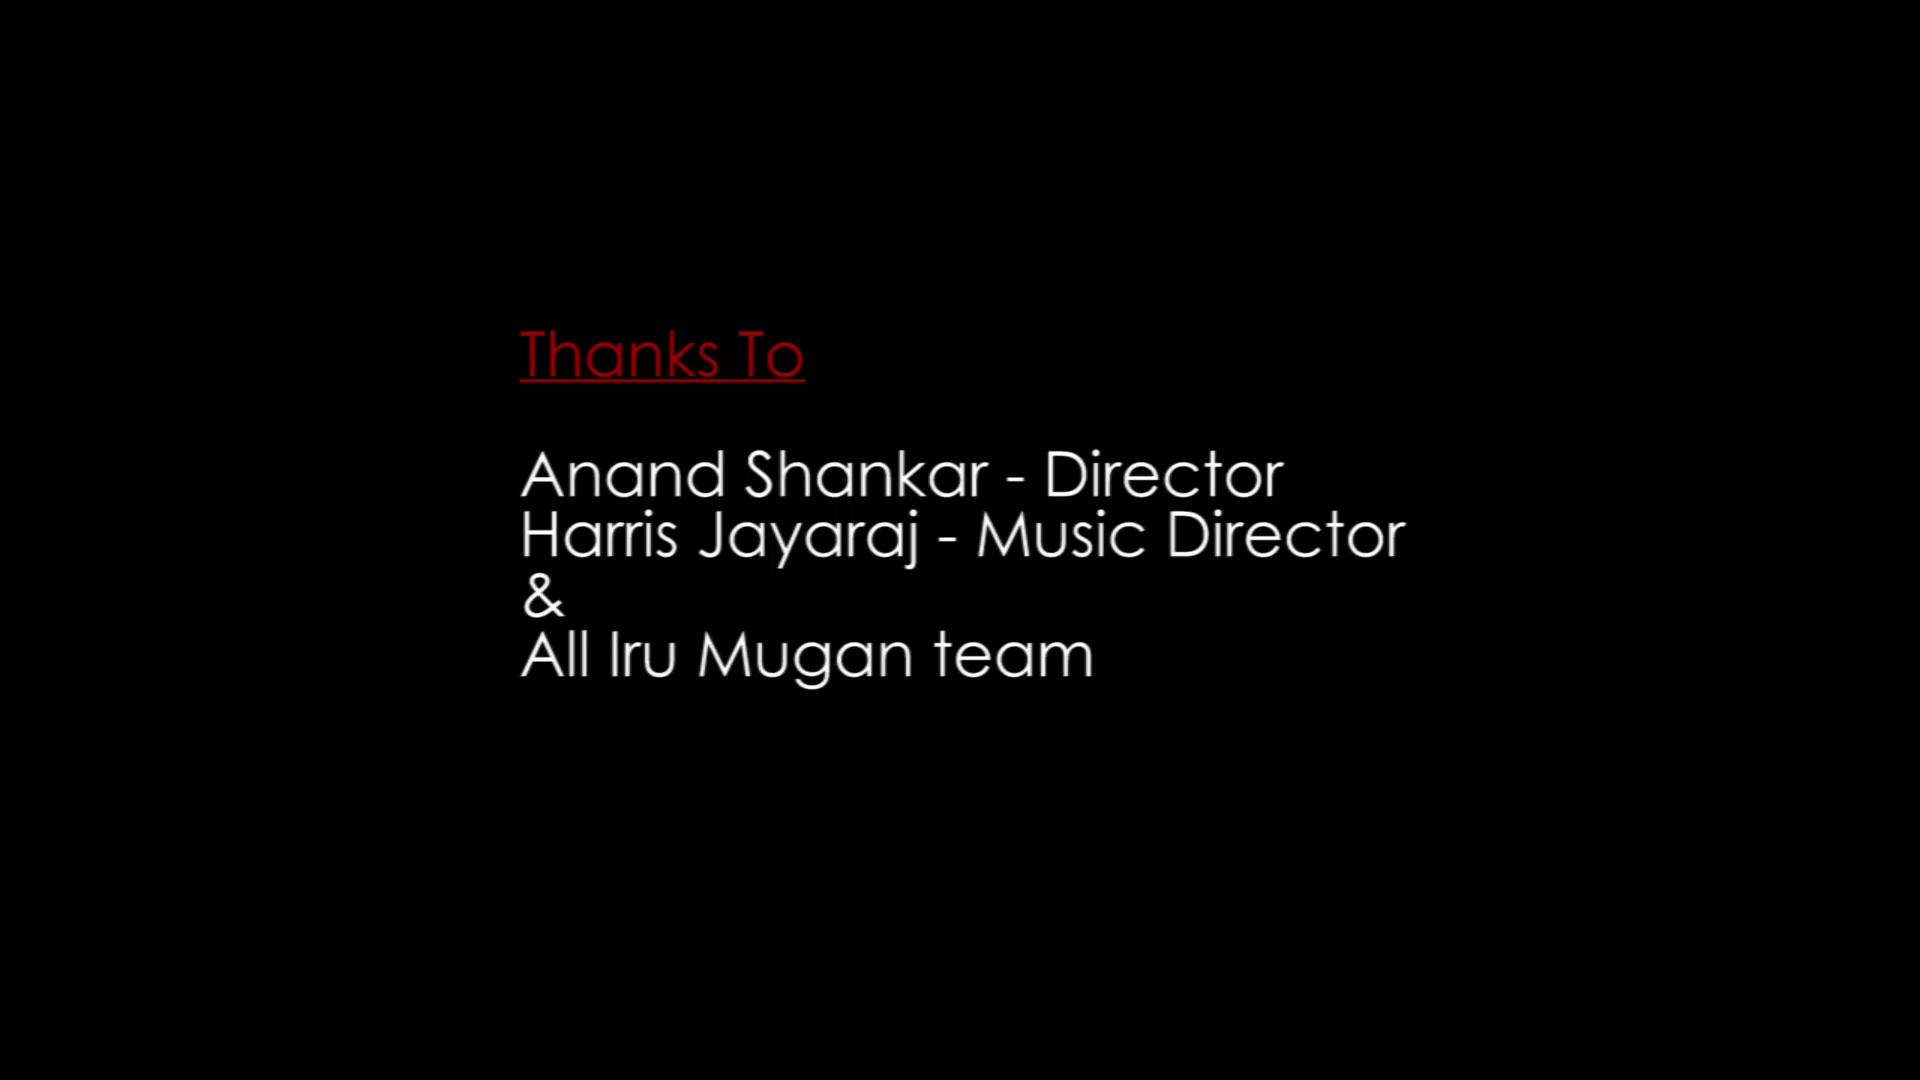 Thanks To
Anand Shankar - Director
Harris Jayaraj - Music Director
&
All Iru Mugan team